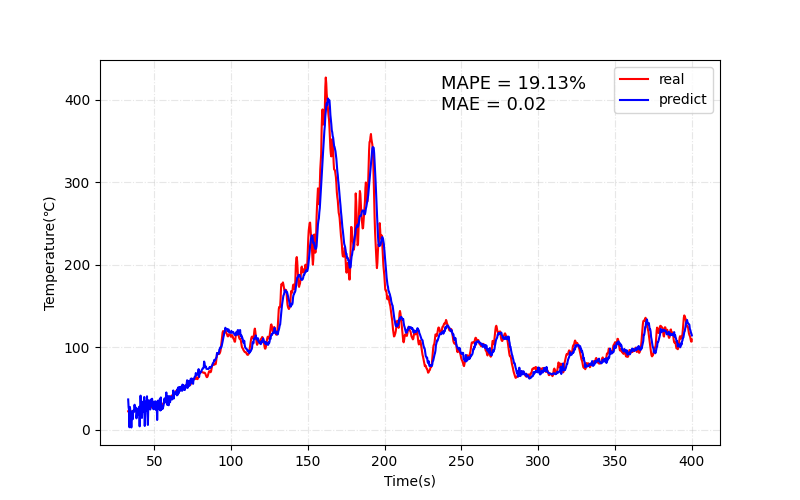 MAPE = 19.13%
MAE = 0.02
real
predict
400
300
200
100
0
Temperature(℃)
50 100 150 200 250 300 350 400
Time(s)